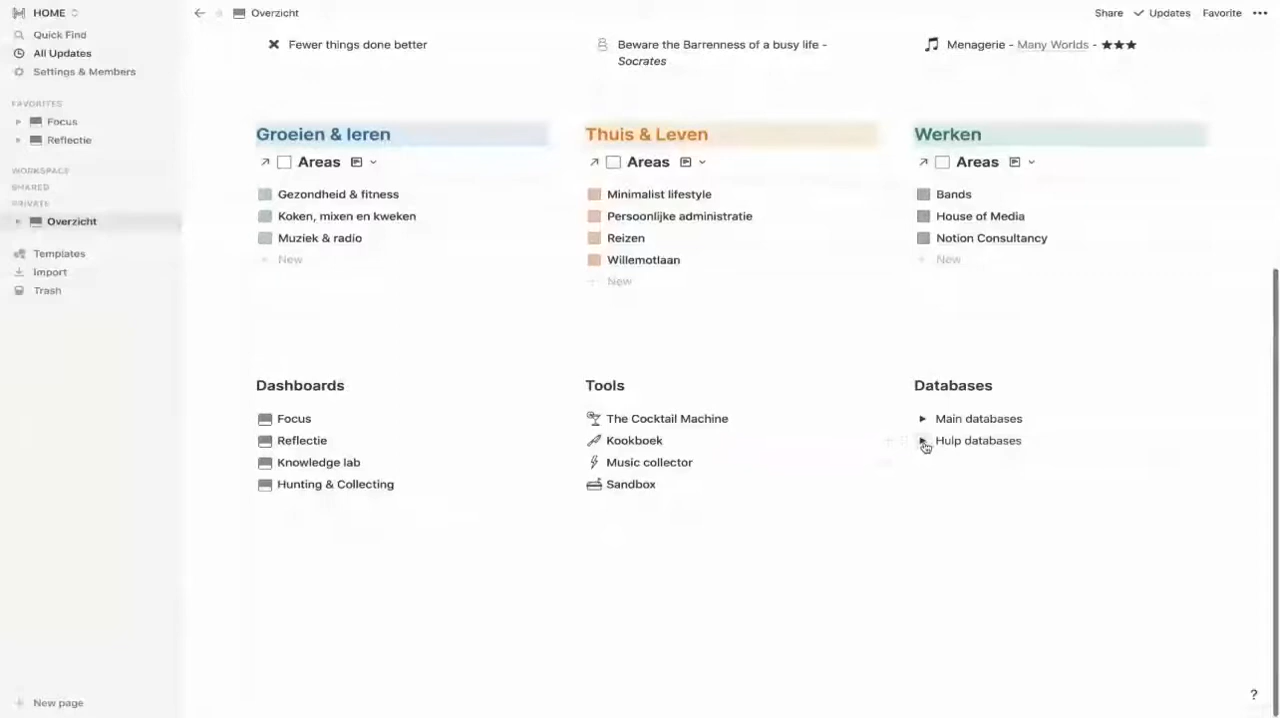 HOME
Quick Find
All Updates
Settings & Members
FAVORITES
Focus
Reflectie
WORKSPACE
SHARED
PRIVATE
Overzicht
Templates
Import
Trash
New page
Overzicht
Share
Updates
Favorite
Fewer things done better
Beware the Barrenness of a busy life -
Socrates
Menagerie - Many Worlds - ★★★
Groeien & leren
Areas
Gezondheid & fitness
Koken, mixen en kweken
Muziek & radio
New
Thuis & Leven
Areas
Minimalist lifestyle
Persoonlijke administratie
Reizen
Willemotlaan
New
Werken
Areas
Bands
House of Media
Notion Consultancy
New
Dashboards
Focus
Reflectie
Knowledge lab
Hunting & Collecting
Tools
The Cocktail Machine
Kookboek
Music collector
Sandbox
Databases
Main databases
Hulp databases
?